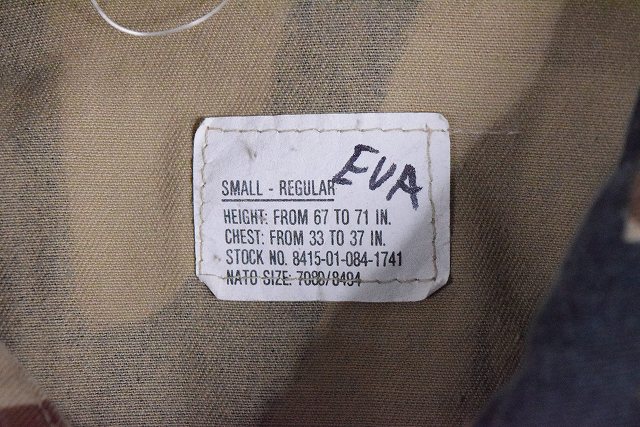 EVA
SMALL - REGULAR
HEIGHT: FROM 67 TO 71 IN.
CHEST: FROM 33 TO 37 IN.
STOCK NO. 8415-01-084-1741
NATO SIZE: 7080/8494